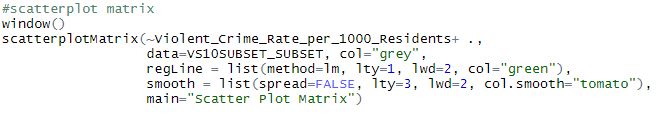 #scatterplot matrix
window()
scatterplotMatrix(~Violent_Crime_Rate_per_1000_Residents+ .,
data=VS10SUBSET_SUBSET, col="grey",
regLine = list(method=lm, lty=1, lwd=2, col="green"),
smooth = list(spread=FALSE, lty=3, lwd=2, col.smooth="tomato"),
main="Scatter Plot Matrix")